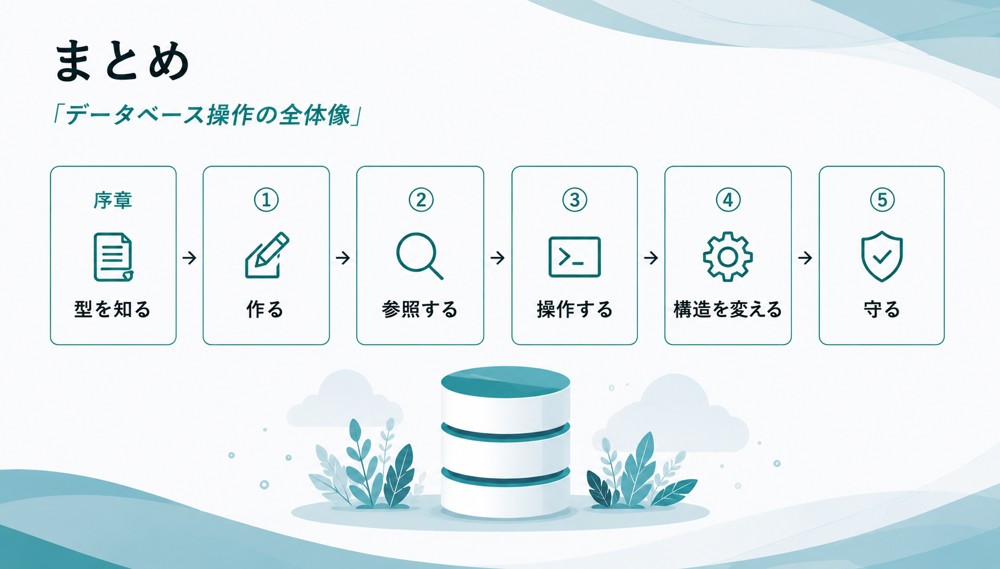 まとめ
「データベース操作の全体像」
序章
型を知る
①
作る
②
参照する
③
操作する
④
構造を変える
⑤
守る